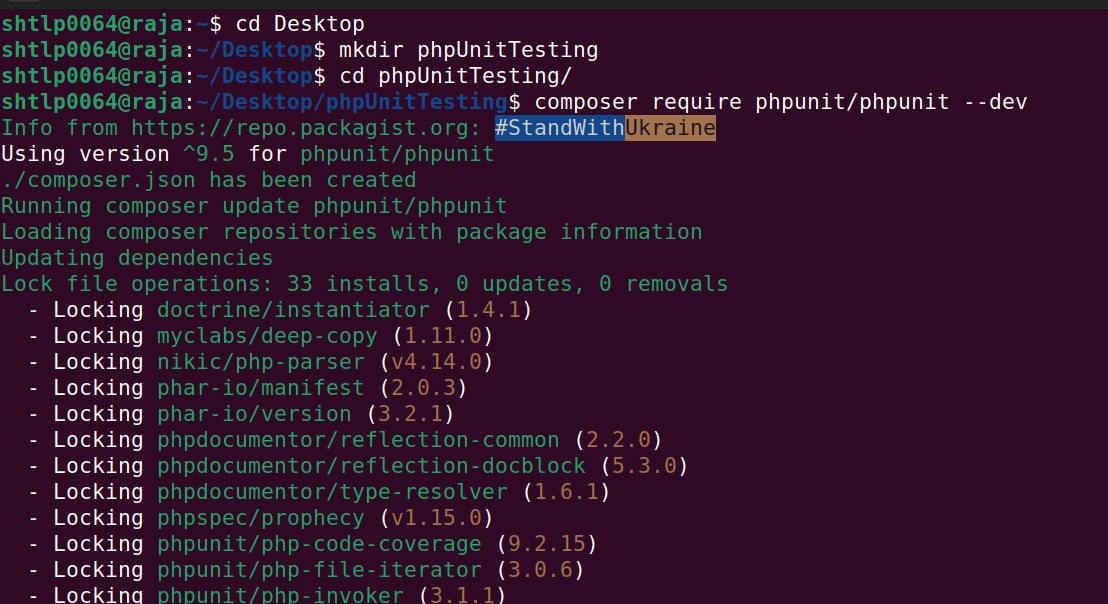 shtlp0064@raja:~$ cd Desktop
shtlp0064@raja:~/Desktop$ mkdir phpUnitTesting
shtlp0064@raja:~/Desktop$ cd phpUnitTesting/
shtlp0064@raja:~/Desktop/phpUnitTesting$ composer require phpunit/phpunit --dev
Info from https://repo.packagist.org: #StandWithUkraine
Using version ^9.5 for phpunit/phpunit
./composer.json has been created
Running composer update phpunit/phpunit
Loading composer repositories with package information
Updating dependencies
Lock file operations: 33 installs, 0 updates, 0 removals
  - Locking doctrine/instantiator (1.4.1)
  - Locking myclabs/deep-copy (1.11.0)
  - Locking nikic/php-parser (v4.14.0)
  - Locking phar-io/manifest (2.0.3)
  - Locking phar-io/version (3.2.1)
  - Locking phpdocumentor/reflection-common (2.2.0)
  - Locking phpdocumentor/reflection-docblock (5.3.0)
  - Locking phpdocumentor/type-resolver (1.6.1)
  - Locking phpspec/prophecy (v1.15.0)
  - Locking phpunit/php-code-coverage (9.2.15)
  - Locking phpunit/php-file-iterator (3.0.6)
  - Locking phpunit/php-invoker (3.1.1)